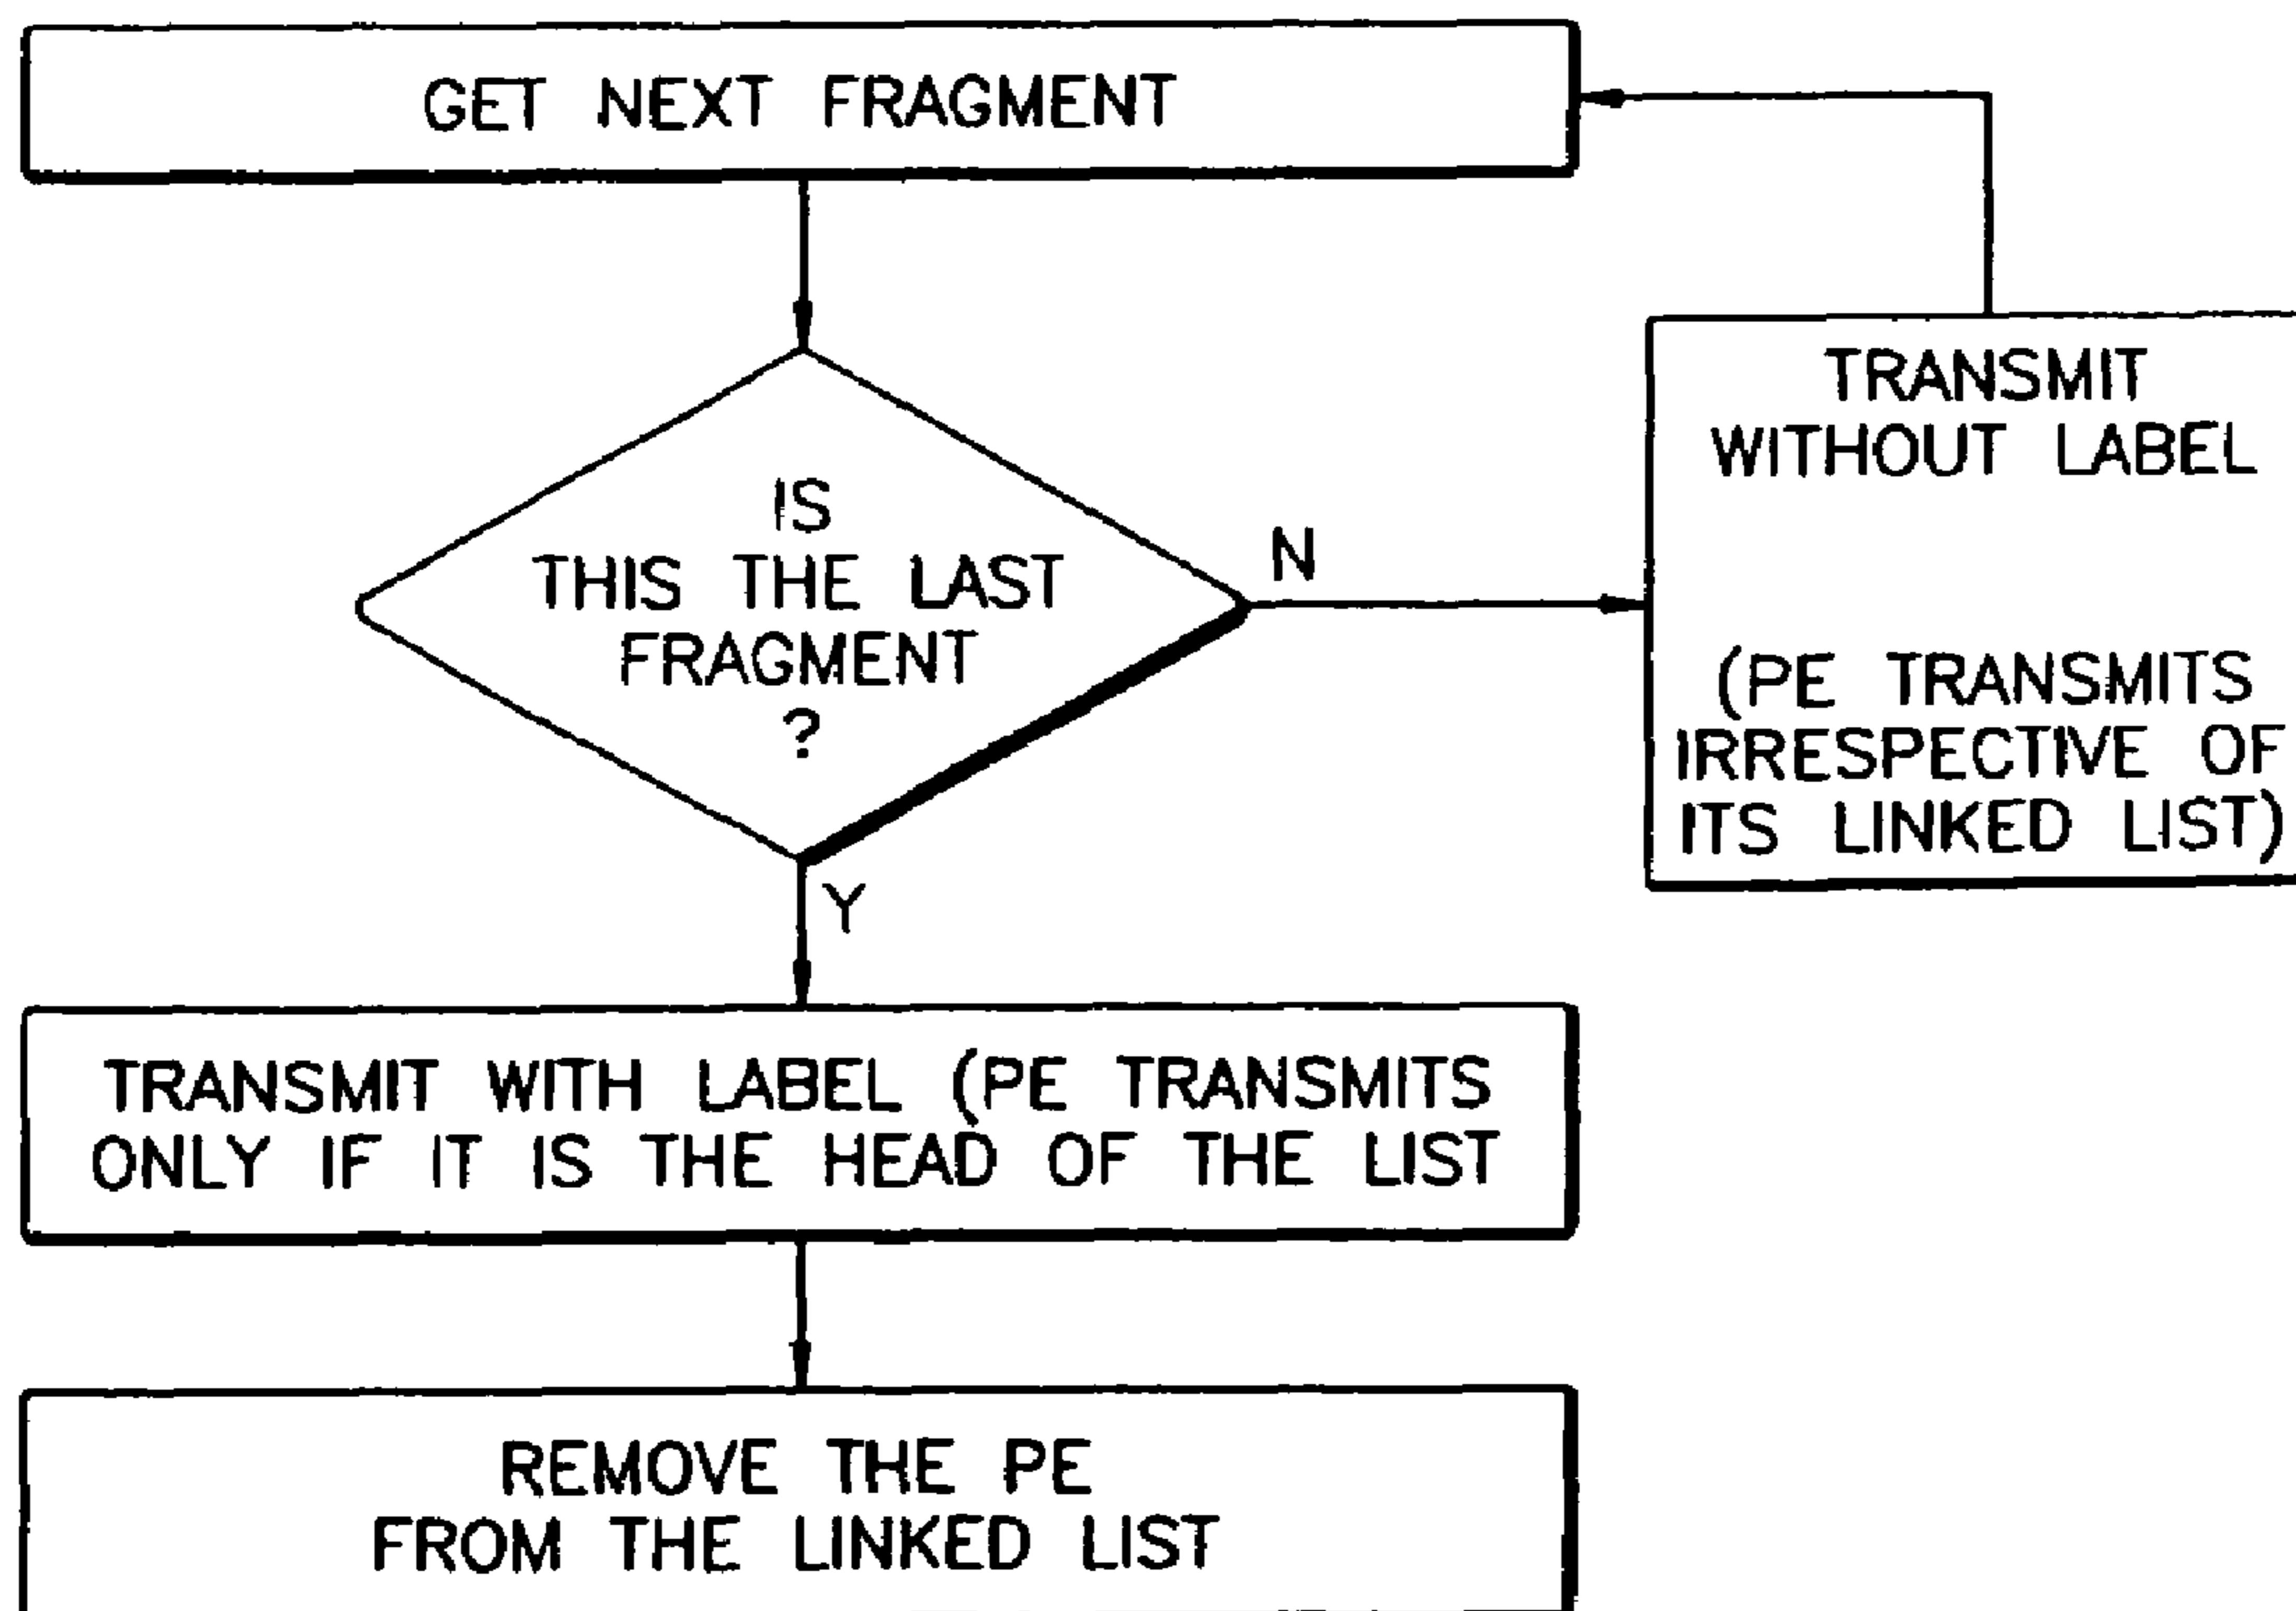 GET NEXT FRAGMENT
IS
THIS THE LAST
FRAGMENT
?
N
TRANSMIT
WITHOUT LABEL
(PE TRANSMITS
IRRESPECTIVE OF
ITS LINKED LIST)
Y
TRANSMIT WITH LABEL (PE TRANSMITS
ONLY IF IT IS THE HEAD OF THE LIST
REMOVE THE PE
FROM THE LINKED LIST